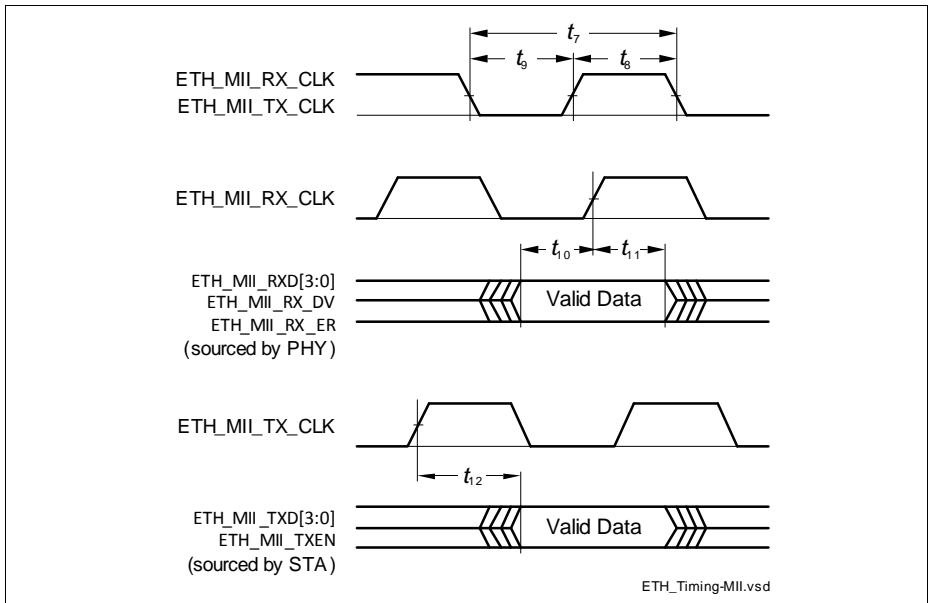 t7
t9
t8
ETH_MII_RX_CLK
ETH_MII_TX_CLK
ETH_MII_RX_CLK
t10
t11
ETH_MII_RXD[3:0]
ETH_MII_RX_DV
ETH_MII_RX_ER
(sourced by PHY)
Valid Data
ETH_MII_TX_CLK
t12
ETH_MII_TXD[3:0]
ETH_MII_TXEN
(sourced by STA)
Valid Data
ETH_Timing-MII.vsd